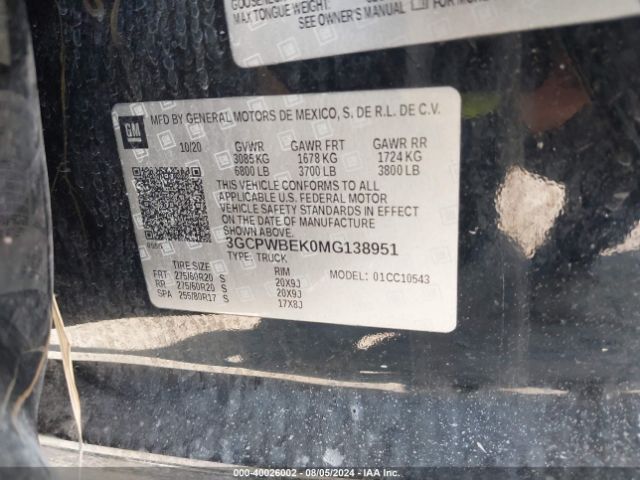 MAX TONGUE WEIGHT:
SEE OWNER'S MANUAL FOR MORE
MFD BY GENERAL MOTORS DE MEXICO, S. DE R.L. DE C.V.
GM
10/20 GVWR GAWR FRT GAWR RR
3085 KG 1678 KG 1724 KG
6800 LB 3700 LB 3800 LB
THIS VEHICLE CONFORMS TO ALL
APPLICABLE U.S. FEDERAL MOTOR
VEHICLE SAFETY STANDARDS IN EFFECT
ON THE DATE OF MANUFACTURE
SHOWN ABOVE.
3GCPWBEK0MG138951
TYPE: TRUCK
TIRE SIZE RIM MODEL: 01CC10543
FRT 275/60R20 S 20X9J
RR 275/60R20 S 20X9J
SPA 255/80R17 S 17X8J
000-40026002 - 08/05/2024 - IAA Inc.